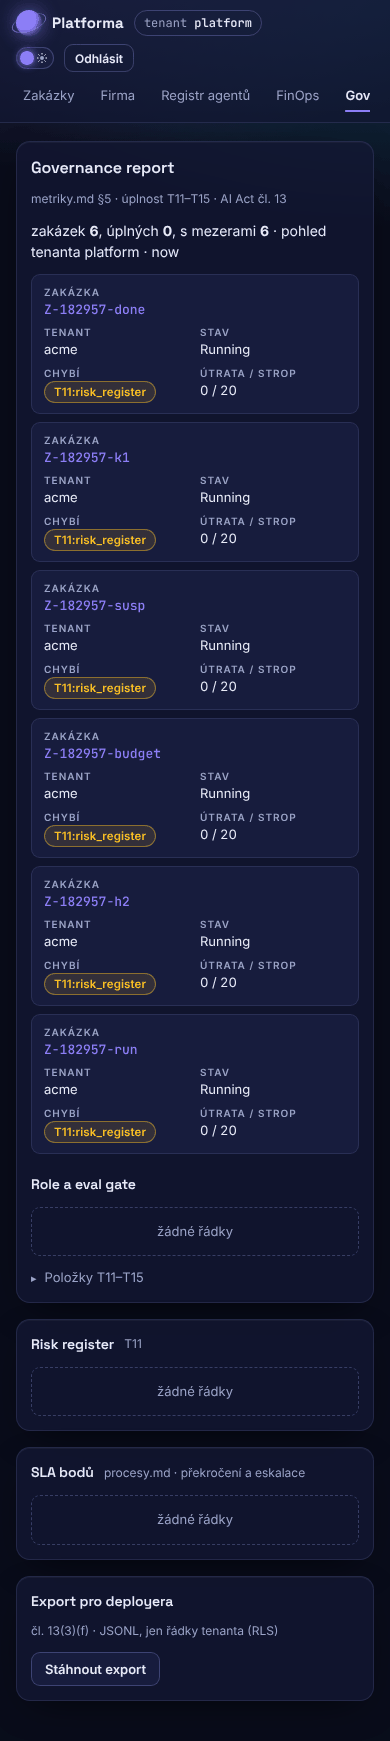 Platforma tenant platform
Odhlásit
Zakázky Firma Registr agentů FinOps Gov
Governance report
metriky.md §5 · úplnost T11–T15 · AI Act čl. 13
zakázek 6, úplných 0, s mezerami 6 · pohled
tenanta platform · now
ZAKÁZKA
Z-182957-done
TENANT STAV
acme Running
CHYBÍ ÚTRATA / STROP
T11:risk_register 0 / 20
ZAKÁZKA
Z-182957-k1
TENANT STAV
acme Running
CHYBÍ ÚTRATA / STROP
T11:risk_register 0 / 20
ZAKÁZKA
Z-182957-susp
TENANT STAV
acme Running
CHYBÍ ÚTRATA / STROP
T11:risk_register 0 / 20
ZAKÁZKA
Z-182957-budget
TENANT STAV
acme Running
CHYBÍ ÚTRATA / STROP
T11:risk_register 0 / 20
ZAKÁZKA
Z-182957-h2
TENANT STAV
acme Running
CHYBÍ ÚTRATA / STROP
T11:risk_register 0 / 20
ZAKÁZKA
Z-182957-run
TENANT STAV
acme Running
CHYBÍ ÚTRATA / STROP
T11:risk_register 0 / 20
Role a eval gate
žádné řádky
▸ Položky T11–T15
Risk register T11
žádné řádky
SLA bodů procesy.md · překročení a eskalace
žádné řádky
Export pro deployera
čl. 13(3)(f) · JSONL, jen řádky tenanta (RLS)
Stáhnout export